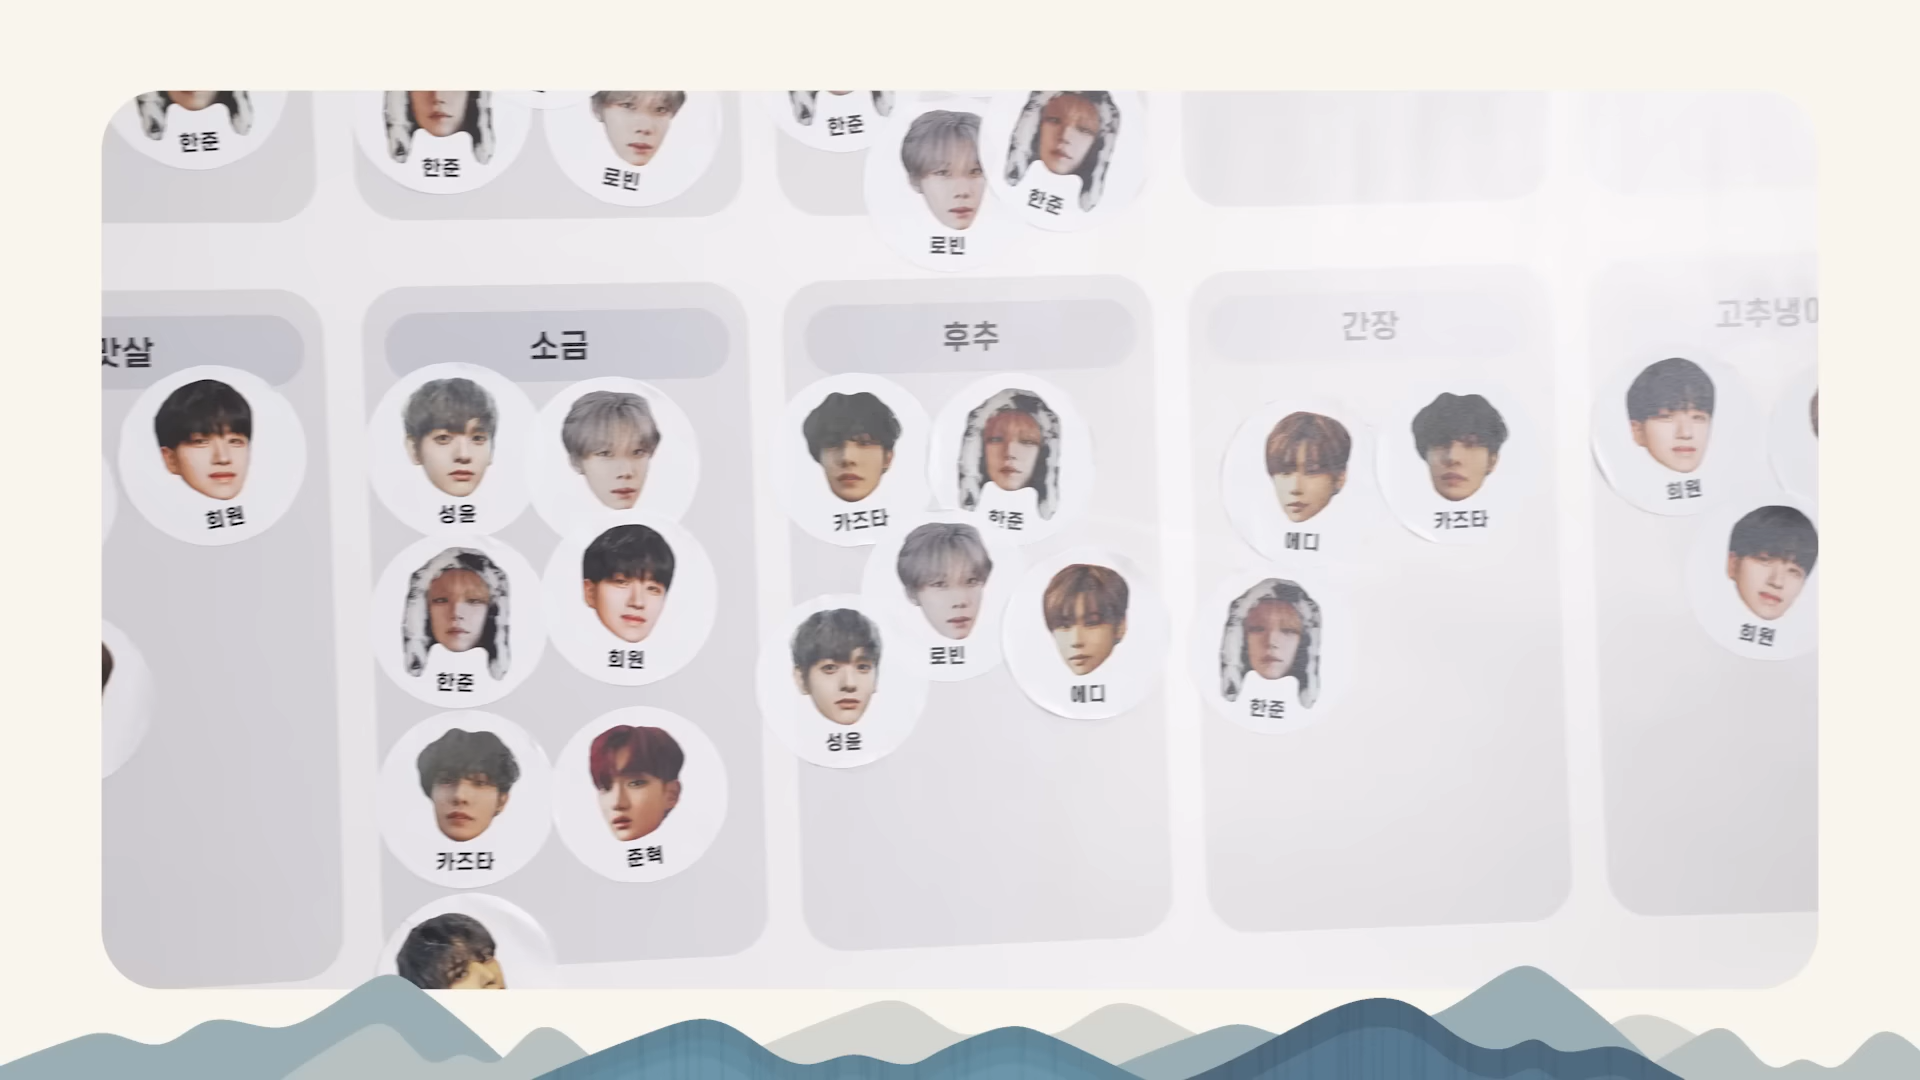 한준
한준
로빈
한준
로빈
한준
맛살
희원
소금
성윤
한준
희원
카즈타
준혁
후추
카즈타
한준
로빈
에디
성윤
간장
에디
카즈타
한준
고추냉이
희원
희원